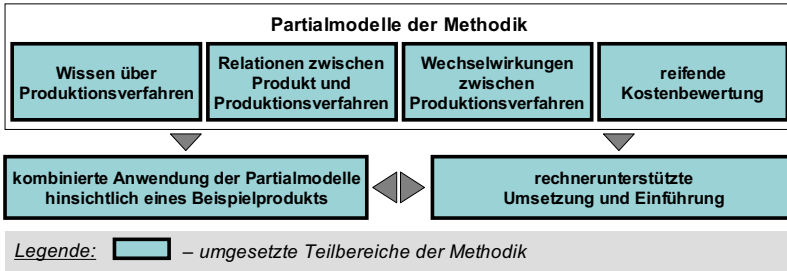 Partialmodelle der Methodik
Wissen über
Produktionsverfahren
Relationen zwischen
Produkt und
Produktionsverfahren
Wechselwirkungen
zwischen
Produktionsverfahren
reifende
Kostenbewertung
kombinierte Anwendung der Partialmodelle
hinsichtlich eines Beispielprodukts
rechnerunterstützte
Umsetzung und Einführung
Legende: – umgesetzte Teilbereiche der Methodik